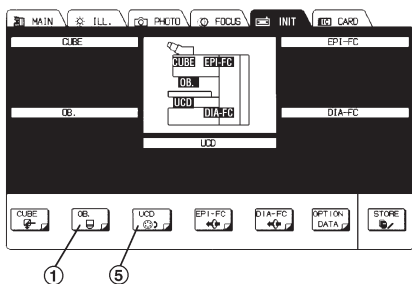 MAIN ILL. PHOTO FOCUS INIT CARD
CUBE EPI-FC
CUBE EPI-FC
OB.
UCD
DIA-FC
OB. DIA-FC
UCD
CUBE OB. UCD EPI-FC DIA-FC OPTION DATA STORE
① ⑤